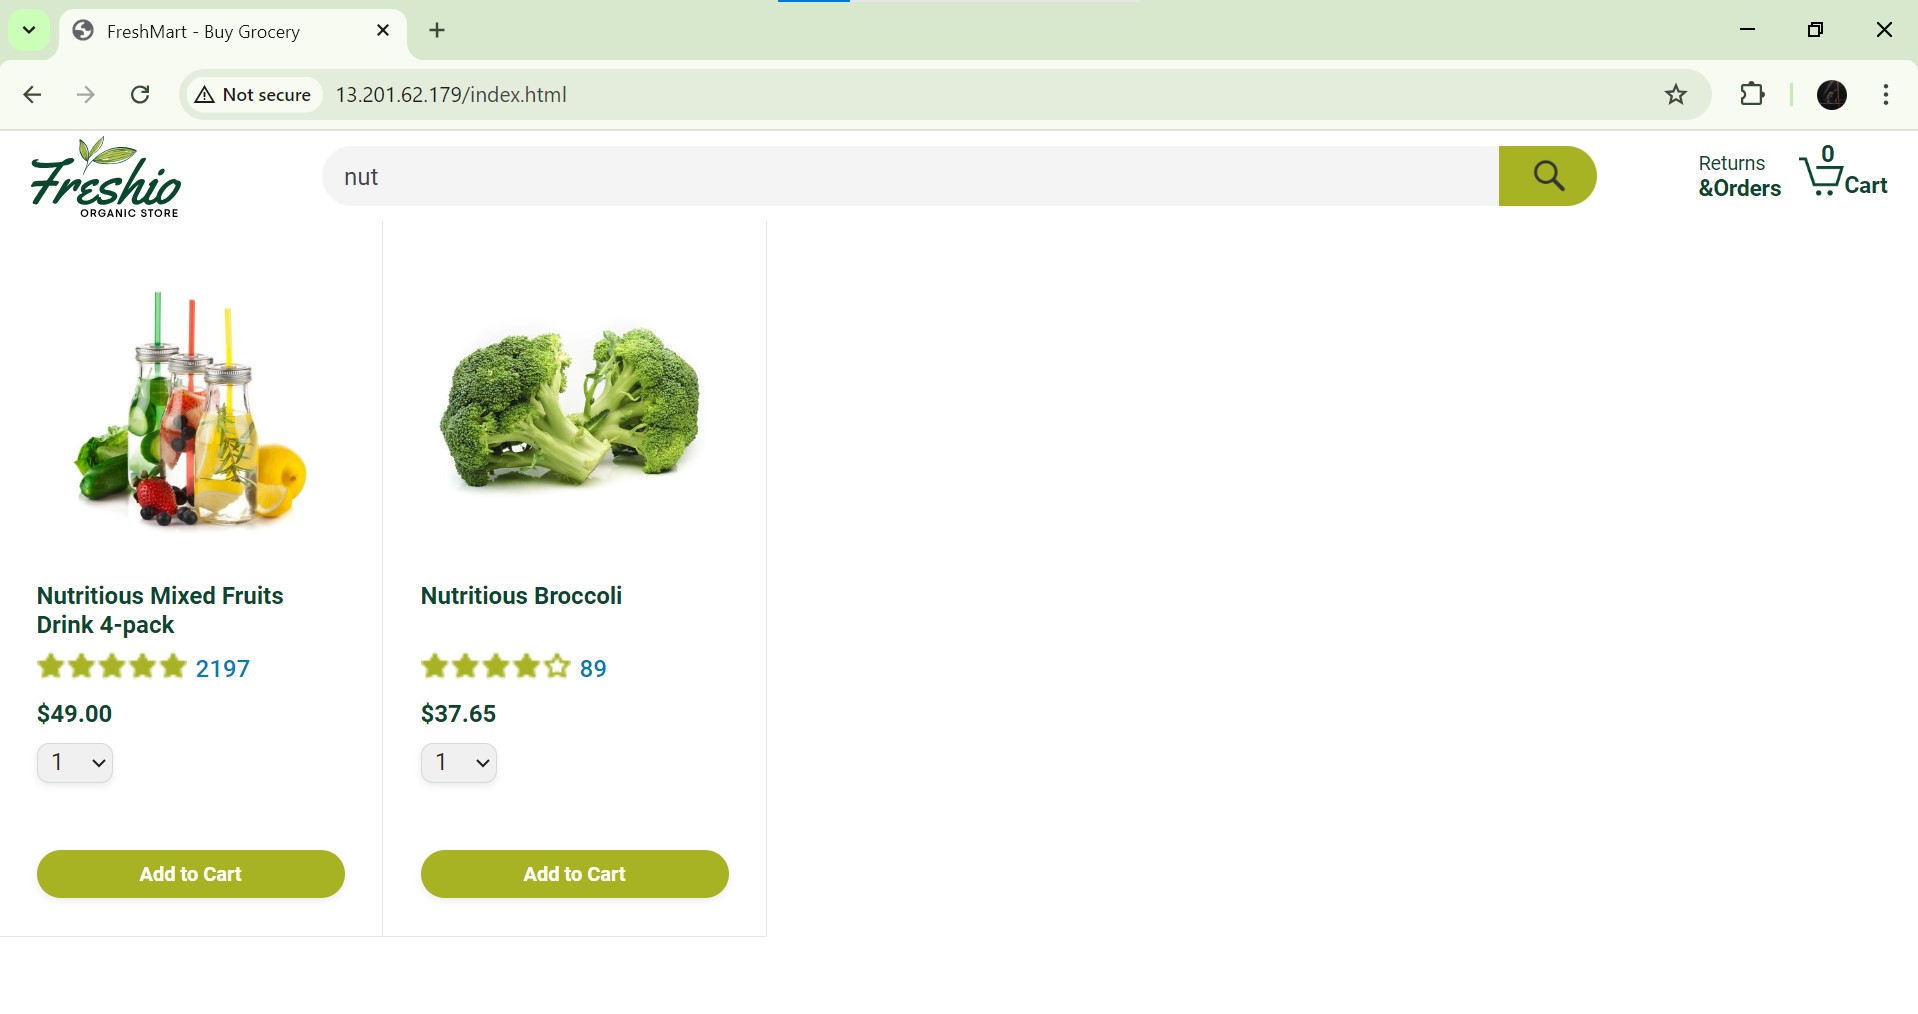 FreshMart - Buy Grocery
Not secure
13.201.62.179/index.html
Freshio
ORGANIC STORE
nut
Returns
&Orders
0
Cart
Nutritious Mixed Fruits
Drink 4-pack
2197
$49.00
1
Add to Cart
Nutritious Broccoli
89
$37.65
1
Add to Cart